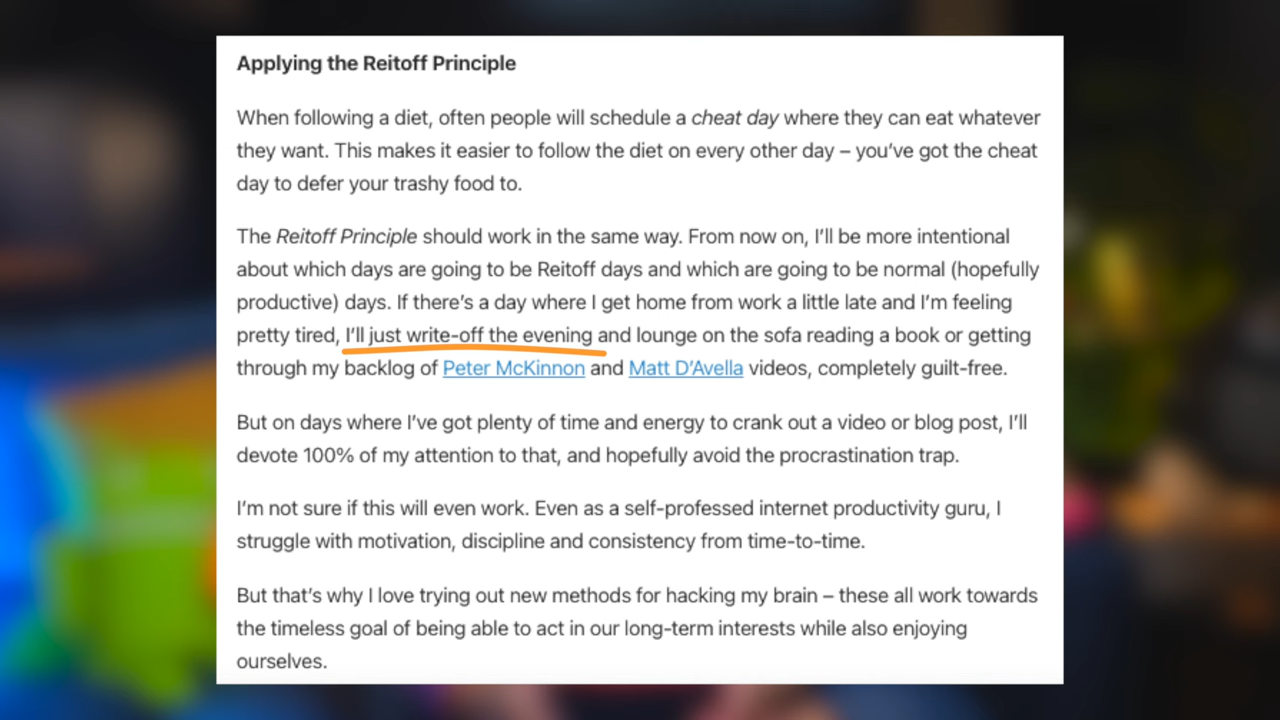 Applying the Reitoff Principle
When following a diet, often people will schedule a cheat day where they can eat whatever
they want. This makes it easier to follow the diet on every other day – you’ve got the cheat
day to defer your trashy food to.
The Reitoff Principle should work in the same way. From now on, I’ll be more intentional
about which days are going to be Reitoff days and which are going to be normal (hopefully
productive) days. If there’s a day where I get home from work a little late and I’m feeling
pretty tired, I’ll just write-off the evening and lounge on the sofa reading a book or getting
through my backlog of Peter McKinnon and Matt D’Avella videos, completely guilt-free.
But on days where I’ve got plenty of time and energy to crank out a video or blog post, I’ll
devote 100% of my attention to that, and hopefully avoid the procrastination trap.
I’m not sure if this will even work. Even as a self-professed internet productivity guru, I
struggle with motivation, discipline and consistency from time-to-time.
But that’s why I love trying out new methods for hacking my brain – these all work towards
the timeless goal of being able to act in our long-term interests while also enjoying
ourselves.